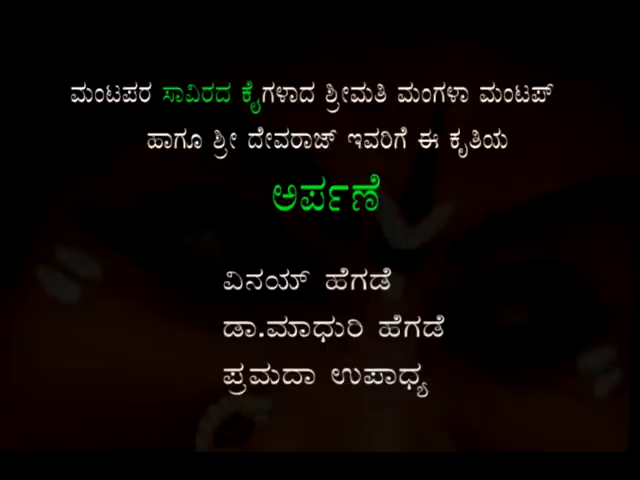 ಮಂಟಪರ ಸಾವಿರದ ಕೈಗಳಾದ ಶ್ರೀಮತಿ ಮಂಗಳಾ ಮಂಟಪ್
ಹಾಗೂ ಶ್ರೀ ದೇವರಾಜ್ ಇವರಿಗೆ ಈ ಕೃತಿಯ
ಅರ್ಪಣೆ
ವಿನಯ್ ಹೆಗಡೆ
ಡಾ.ಮಾಧುರಿ ಹೆಗಡೆ
ಪ್ರಮದಾ ಉಪಾಧ್ಯ